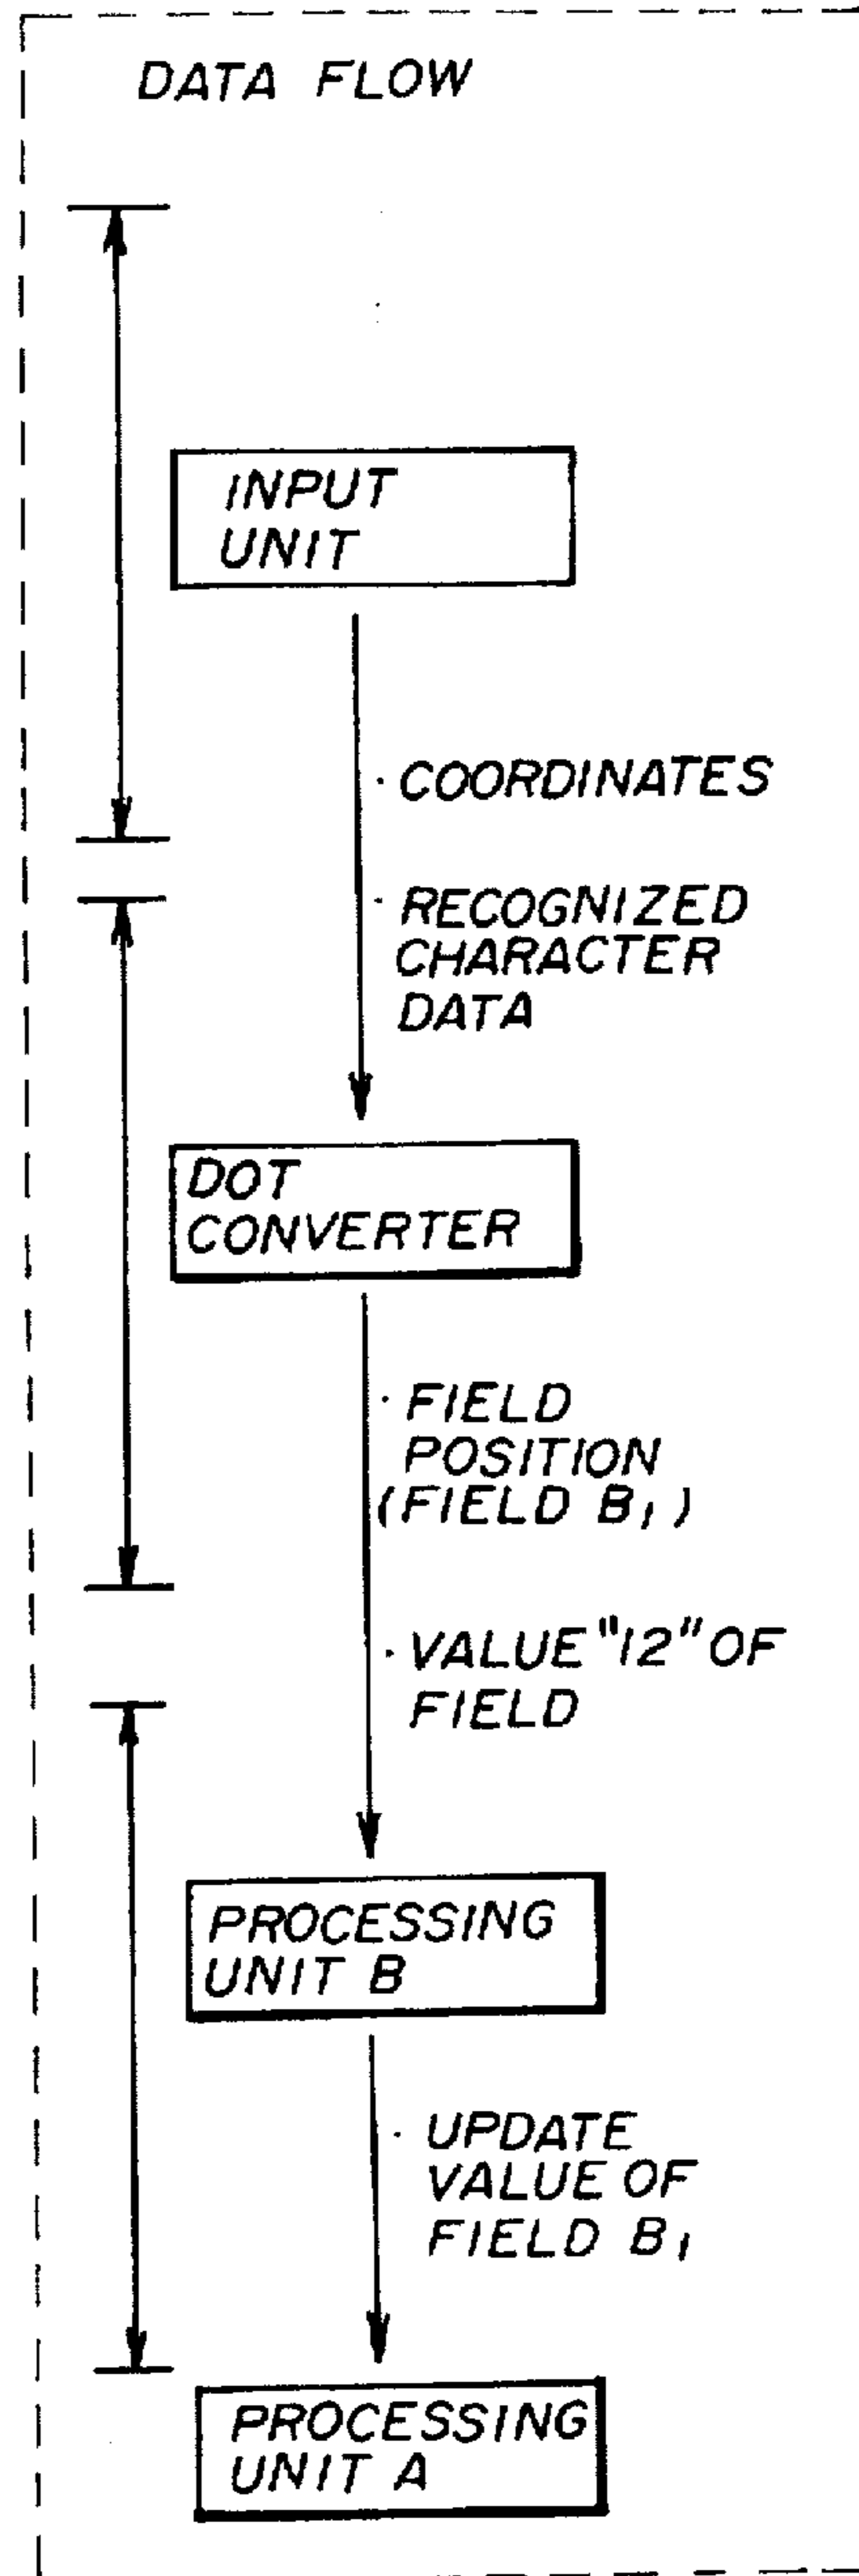 DATA FLOW
INPUT
UNIT
· COORDINATES
· RECOGNIZED
CHARACTER
DATA
DOT
CONVERTER
· FIELD
POSITION
(FIELD B₁)
· VALUE "12" OF
FIELD
PROCESSING
UNIT B
· UPDATE
VALUE OF
FIELD B₁
PROCESSING
UNIT A